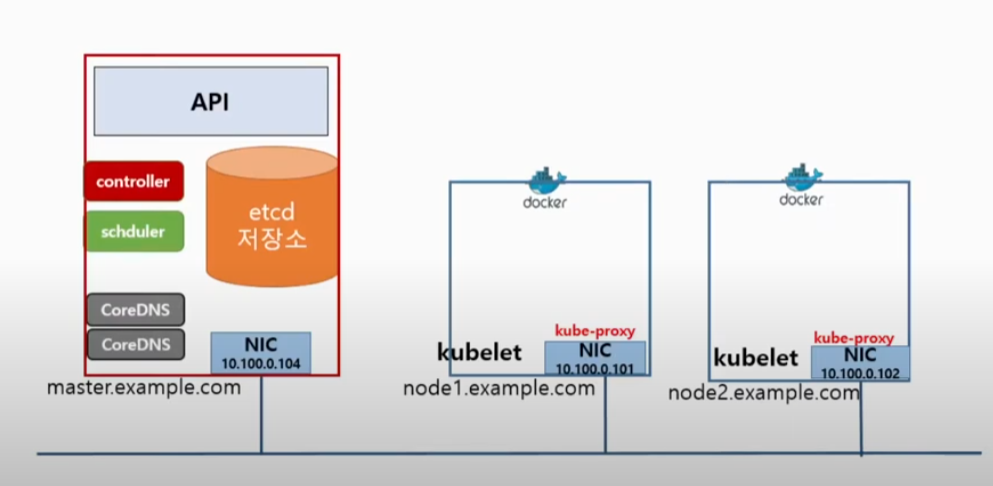 API
controller
schduler
etcd
저장소
CoreDNS
CoreDNS
NIC
10.100.0.104
master.example.com
docker
kubelet
kube-proxy
NIC
10.100.0.101
node1.example.com
docker
kubelet
kube-proxy
NIC
10.100.0.102
node2.example.com